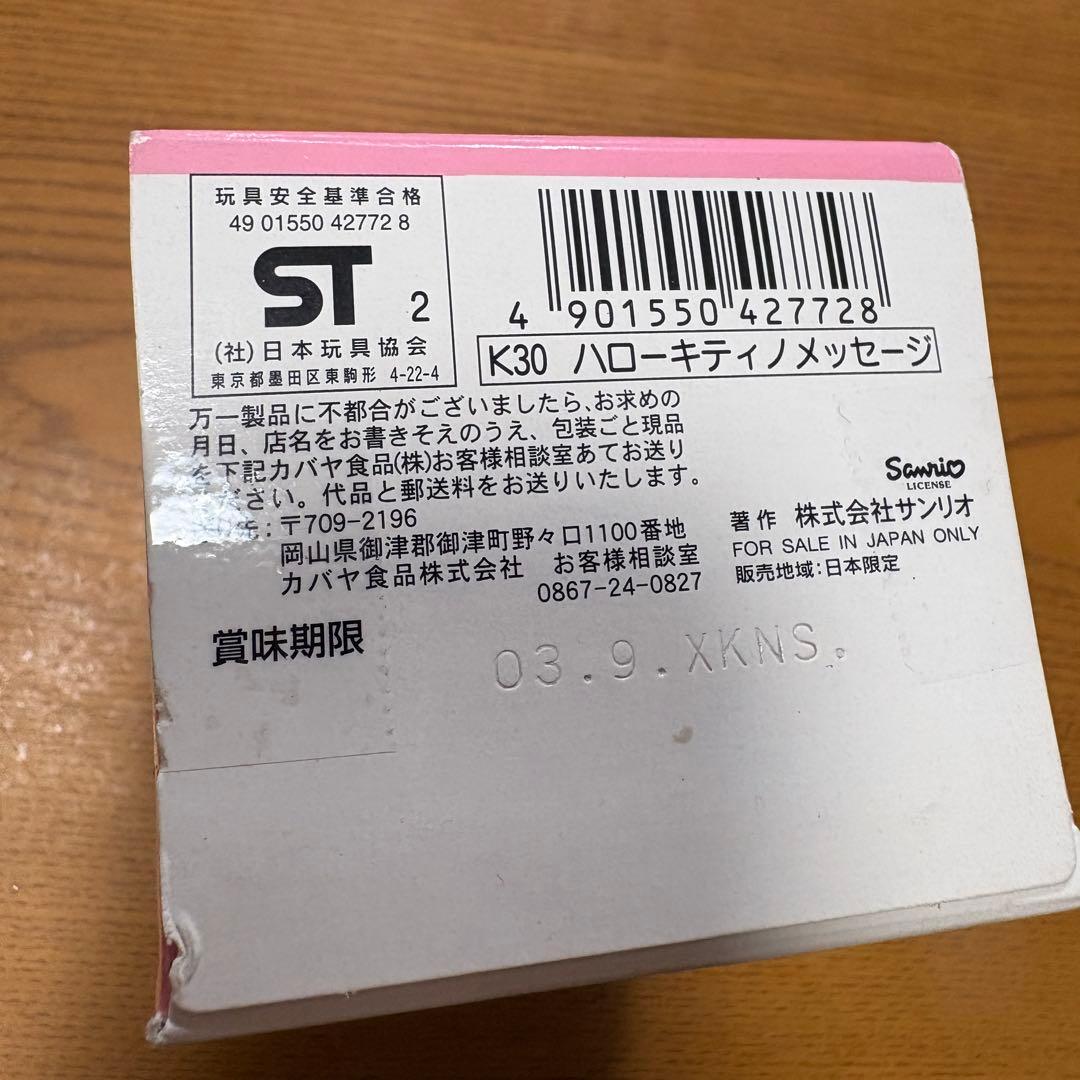 玩具安全基準合格
49 01550 42772 8
ST 2
(社)日本玩具協会
東京都墨田区東駒形 4-22-4
4 901550 427728
K30 ハローキティノメッセージ
万一製品に不都合がございましたら、お求めの
月日、店名をお書きそえのうえ、包装ごと現品
を下記カバヤ食品(株)お客様相談室あてお送り
ださい。代品と郵送料をお送りいたします。
先:〒709-2196
岡山県御津郡御津町野々口1100番地
カバヤ食品株式会社 お客様相談室
0867-24-0827
Sanrio
LICENSE
著作 株式会社サンリオ
FOR SALE IN JAPAN ONLY
販売地域:日本限定
賞味期限
03.9.XKNS.